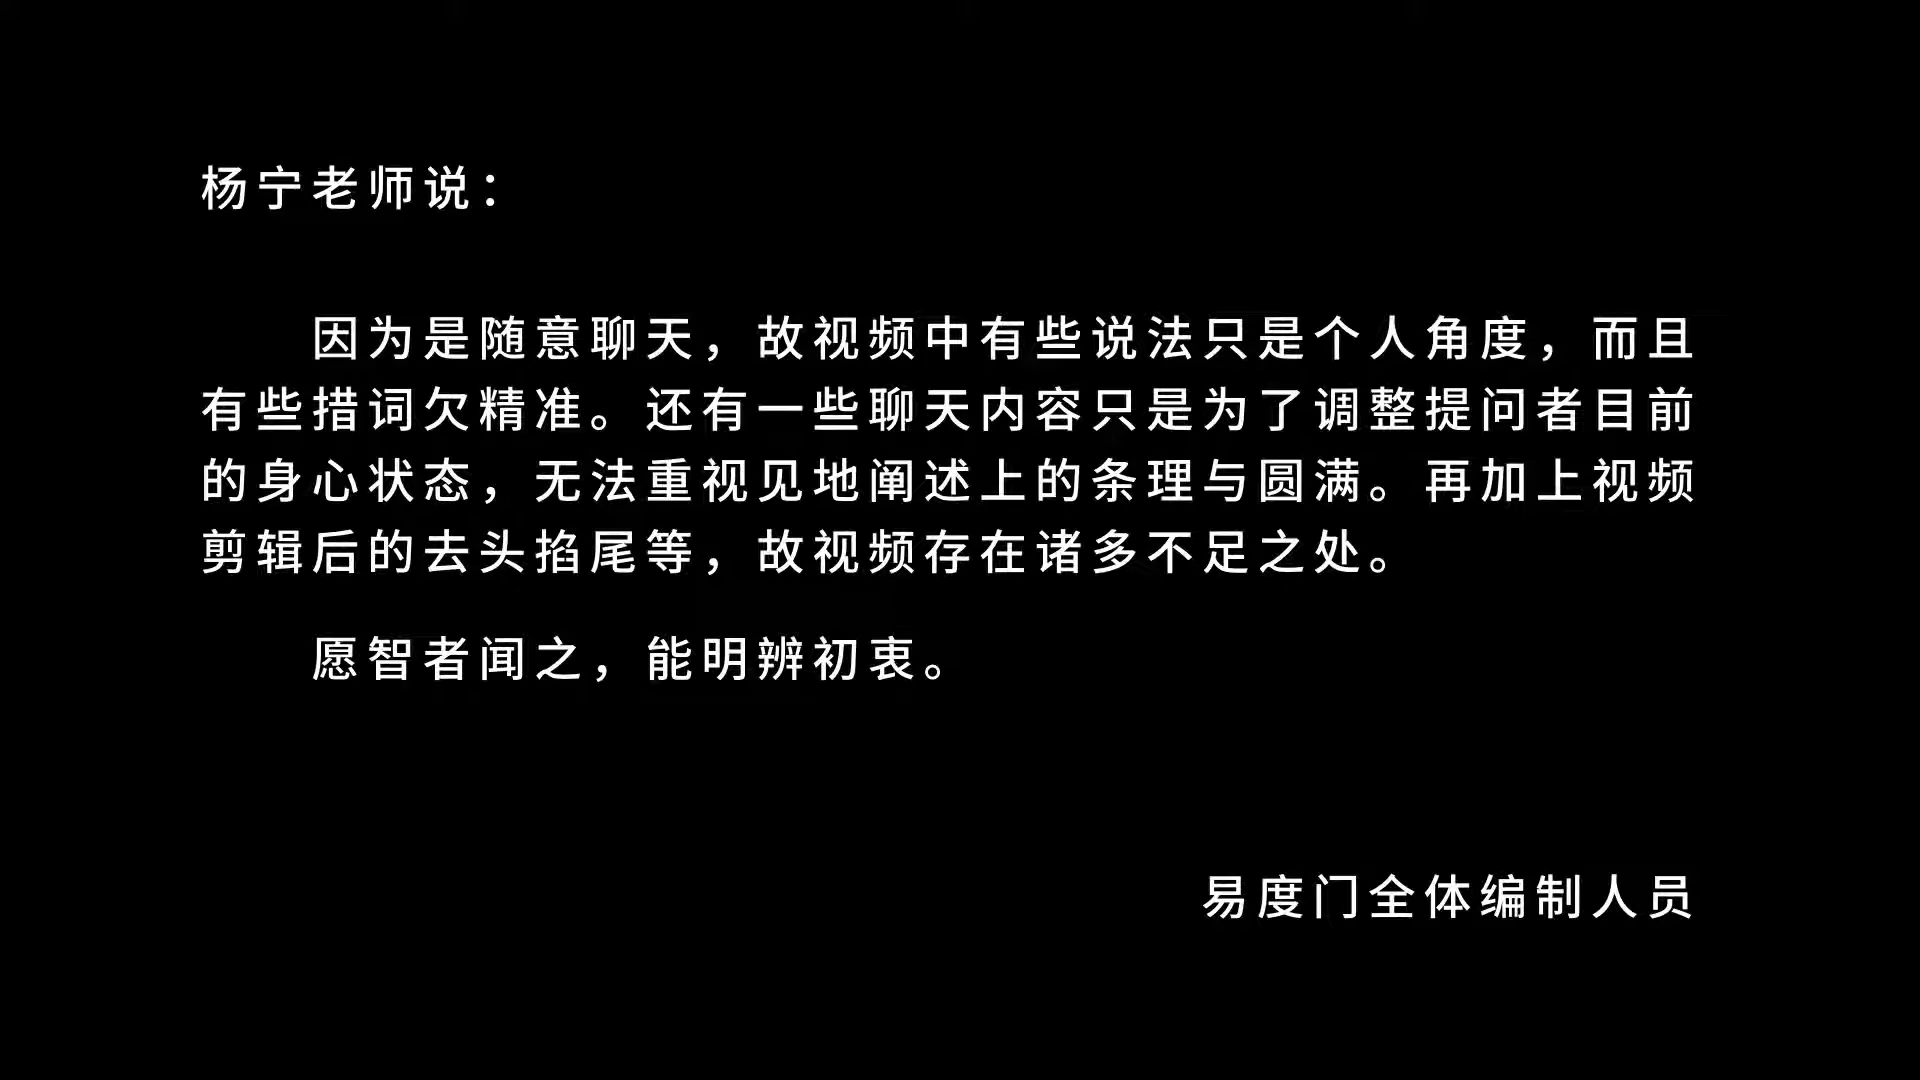 杨宁老师说：
因为是随意聊天，故视频中有些说法只是个人角度，而且
有些措词欠精准。还有一些聊天内容只是为了调整提问者目前
的身心状态，无法重视见地阐述上的条理与圆满。再加上视频
剪辑后的去头掐尾等，故视频存在诸多不足之处。
愿智者闻之，能明辨初衷。
易度门全体编制人员